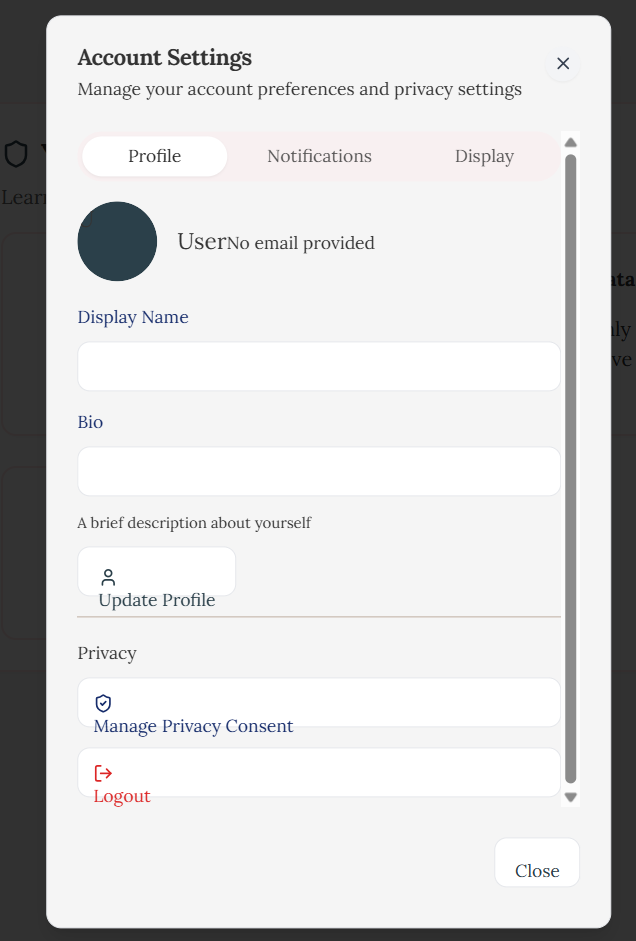 Account Settings
Manage your account preferences and privacy settings
Profile Notifications Display
UserNo email provided
Display Name
Bio
A brief description about yourself
Update Profile
Privacy
Manage Privacy Consent
Logout
Close